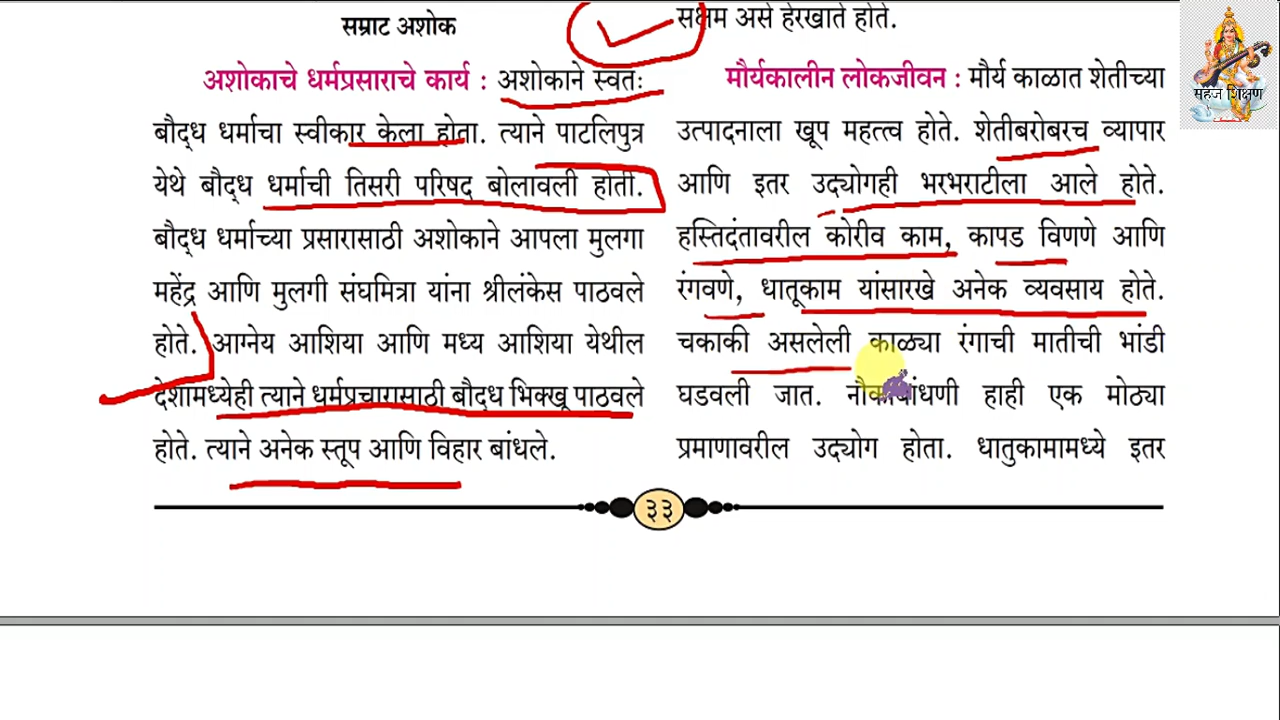 सम्राट अशोक
अशोकाचे धर्मप्रसाराचे कार्य : अशोकाने स्वतः
बौद्ध धर्माचा स्वीकार केला होता. त्याने पाटलिपुत्र
येथे बौद्ध धर्माची तिसरी परिषद बोलावली होती.
बौद्ध धर्माच्या प्रसारासाठी अशोकाने आपला मुलगा
महेंद्र आणि मुलगी संघमित्रा यांना श्रीलंकेस पाठवले
होते. आग्नेय आशिया आणि मध्य आशिया येथील
देशामध्येही त्याने धर्मप्रचारासाठी बौद्ध भिक्खू पाठवले
होते. त्याने अनेक स्तूप आणि विहार बांधले.
सक्षम असे हेरखाते होते.
मौर्यकालीन लोकजीवन : मौर्य काळात शेतीच्या
उत्पादनाला खूप महत्त्व होते. शेतीबरोबरच व्यापार
आणि इतर उद्योगही भरभराटीला आले होते.
हस्तिदंतावरील कोरीव काम, कापड विणणे आणि
रंगवणे, धातूकाम यांसारखे अनेक व्यवसाय होते.
चकाकी असलेली काळ्या रंगाची मातीची भांडी
घडवली जात. नौकाबांधणी हाही एक मोठ्या
प्रमाणावरील उद्योग होता. धातुकामामध्ये इतर
३३
सहज शिक्षण